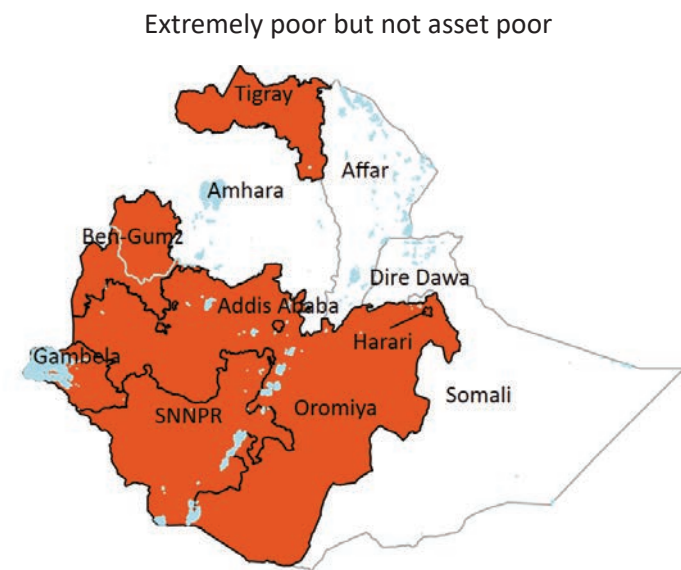 Extremely poor but not asset poor
Tigray
Affar
Amhara
Ben-Gumz
Dire Dawa
Addis Ababa
Harari
Gambela
Somali
SNNPR
Oromiya